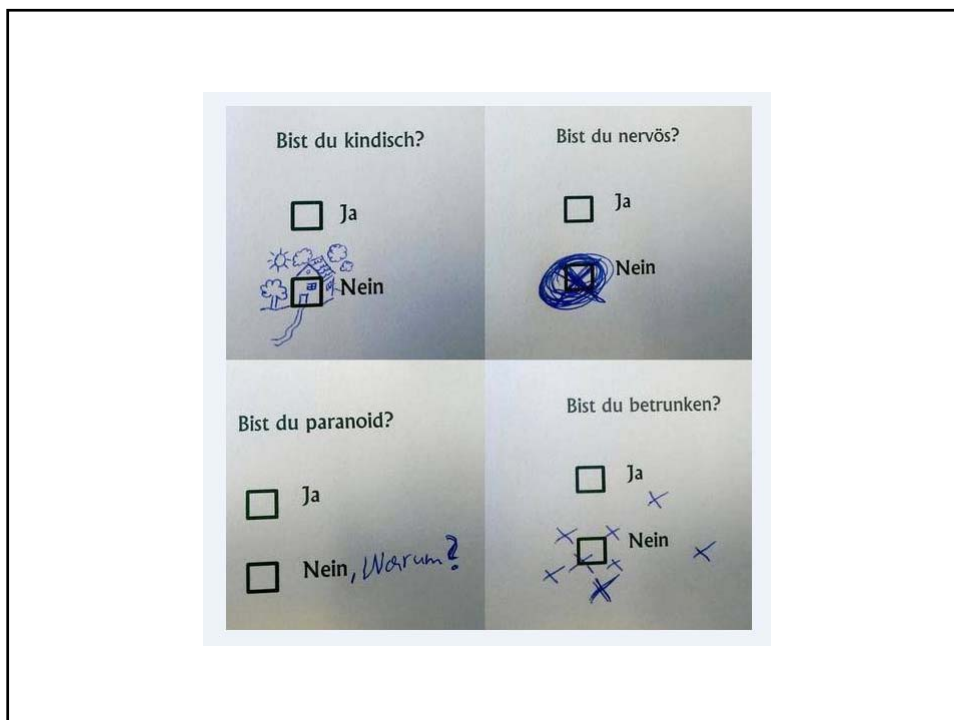 Bist du kindisch?
Ja
Nein
Bist du nervös?
Ja
Nein
Bist du paranoid?
Ja
Nein, Warum?
Bist du betrunken?
Ja
Nein